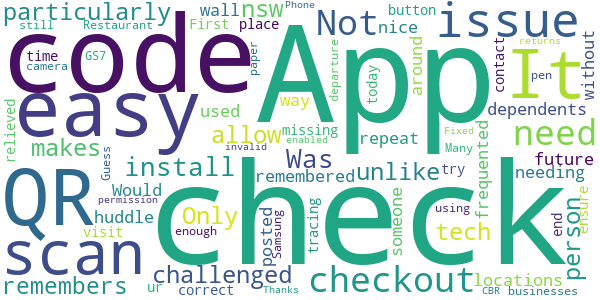 particularly wall nsw Not nice button issue
First place
still Restaurant Phone
code App It
time GS7 camera paper
way departure today around contact without
easy used
allow missing repeat pen dependents need
Many Fixed
relieved makes Guess enabled returns
invalid
QR install Was unlike future
Would remembered try needing
permission
check
huddle Only someone frequented tech using end ensure person
visit enough posted Samsung tracing
scan ur
remembers challenged checkout locations
correct Thanks CBR businesses